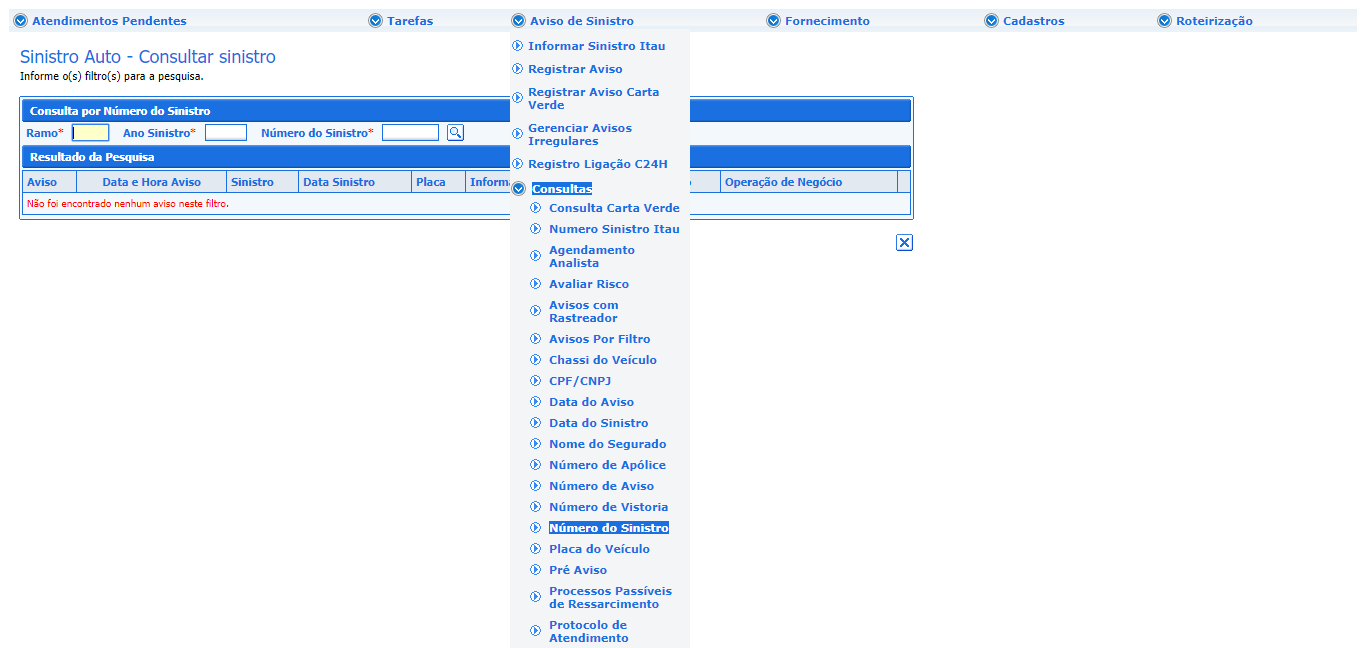 Atendimentos Pendentes
Tarefas
Aviso de Sinistro
Fornecimento
Cadastros
Roteirização
Sinistro Auto - Consultar sinistro
Informe o(s) filtro(s) para a pesquisa.
Consulta por Número do Sinistro
Ramo* Ano Sinistro* Número do Sinistro*
Resultado da Pesquisa
Aviso Data e Hora Aviso Sinistro Data Sinistro Placa Operação de Negócio
Não foi encontrado nenhum aviso neste filtro.
Informar Sinistro Itau
Registrar Aviso
Registrar Aviso Carta
Verde
Gerenciar Avisos
Irregulares
Registro Ligação C24H
Consultas
Consulta Carta Verde
Numero Sinistro Itau
Agendamento
Analista
Avaliar Risco
Avisos com
Rastreador
Avisos Por Filtro
Chassi do Veículo
CPF/CNPJ
Data do Aviso
Data do Sinistro
Nome do Segurado
Número de Apólice
Número de Aviso
Número de Vistoria
Número do Sinistro
Placa do Veículo
Pré Aviso
Processos Passíveis
de Ressarcimento
Protocolo de
Atendimento